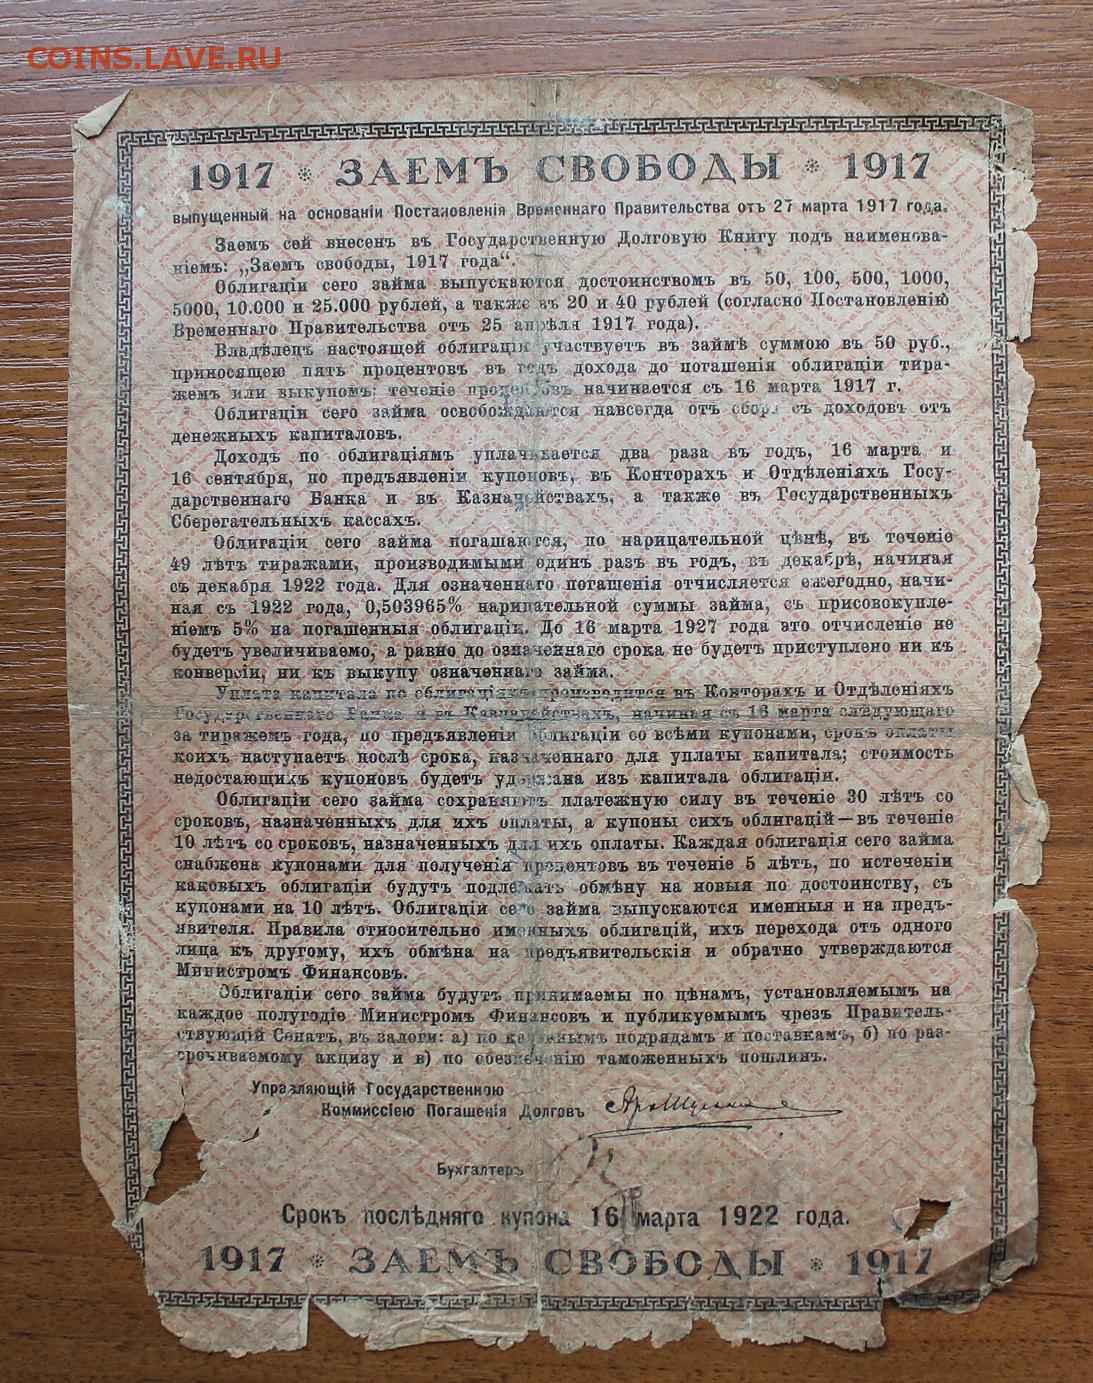 COINS.LAVE.RU
1917 * ЗАЕМЪ СВОБОДЫ * 1917
выпущенный на основаніи Постановленія Временнаго Правительства отъ 27 марта 1917 года.
Заемъ сей внесенъ въ Государственную Долговую Книгу подъ наименова-
ніемъ: „Заемъ свободы, 1917 года“.
Облигаціи сего займа выпускаются достоинствомъ въ 50, 100, 500, 1000,
5000, 10.000 и 25.000 рублей, а также въ 20 и 40 рублей (согласно Постановленію
Временнаго Правительства отъ 25 апрѣля 1917 года).
Владѣлецъ настоящей облигаціи участвуетъ въ займѣ суммою въ 50 руб.,
приносящею пять процентовъ въ годъ дохода до погашенія облигаціи тира-
жемъ или выкупомъ; теченіе процентовъ начинается съ 16 марта 1917 г.
Облигаціи сего займа освобождаются навсегда отъ сбора съ доходовъ отъ
денежныхъ капиталовъ.
Доходъ по облигаціямъ уплачивается два раза въ годъ, 16 марта и
16 сентября, по предъявленіи купоновъ, въ Конторахъ и Отдѣленіяхъ Госу-
дарственнаго Банка и въ Казначействахъ, а также въ Государственныхъ
Сберегательныхъ кассахъ.
Облигаціи сего займа погашаются, по нарицательной цѣнѣ, въ теченіе
49 лѣтъ тиражами, производимыми одинъ разъ въ годъ, въ декабрѣ, начиная
съ декабря 1922 года. Для означеннаго погашенія отчисляется ежегодно, начи-
ная съ 1922 года, 0,503965% нарицательной суммы займа, съ присовокупле-
ніемъ 5% на погашенныя облигаціи. До 16 марта 1927 года это отчисленіе не
будетъ увеличиваемо, а равно до означеннаго срока не будетъ приступлено ни къ
конверсіи, ни къ выкупу означеннаго займа.
Уплата капитала по облигаціямъ производится въ Конторахъ и Отдѣленіяхъ
Государственнаго Банка и въ Казначействахъ, начиная съ 16 марта слѣдующаго
за тиражемъ года, по предъявленіи облигаціи со всѣми купонами, срокъ оплаты
коихъ наступаетъ послѣ срока, назначеннаго для уплаты капитала; стоимость
недостающихъ купоновъ будетъ удержана изъ капитала облигаціи.
Облигаціи сего займа сохраняютъ платежную силу въ теченіе 30 лѣтъ со
сроковъ, назначенныхъ для ихъ оплаты, а купоны сихъ облигацій—въ теченіе
10 лѣтъ со сроковъ, назначенныхъ для ихъ оплаты. Каждая облигація сего займа
снабжена купонами для полученія процентовъ въ теченіе 5 лѣтъ, по истеченіи
каковыхъ облигаціи будутъ подлежать обмѣну на новыя по достоинству, съ
купонами на 10 лѣтъ. Облигаціи сего займа выпускаются именныя и на предъ-
явителя. Правила относительно именныхъ облигацій, ихъ перехода отъ одного
лица къ другому, ихъ обмѣна на предъявительскія и обратно утверждаются
Министромъ Финансовъ.
Облигаціи сего займа будутъ принимаемы по цѣнамъ, установляемымъ на
каждое полугодіе Министромъ Финансовъ и публикуемымъ чрезъ Правитель-
ствующій Сенатъ, въ залоги: а) по казеннымъ подрядамъ и поставкамъ, б) по раз-
срочиваемому акцизу и в) по обезпеченію таможенныхъ пошлинъ.
Управляющій Государственною
Коммиссіею Погашенія Долговъ
Бухгалтеръ
Срокъ послѣдняго купона 16 марта 1922 года.
1917 * ЗАЕМЪ СВОБОДЫ * 1917